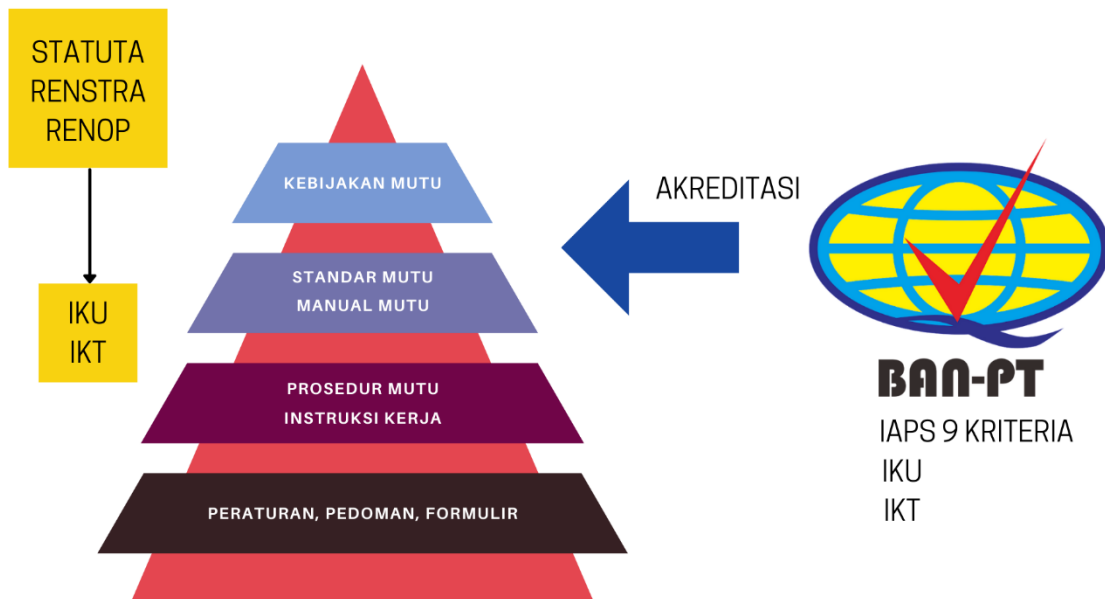 STATUTA
RENSTRA
RENOP
IKU
IKT
KEBIJAKAN MUTU
STANDAR MUTU
MANUAL MUTU
PROSEDUR MUTU
INSTRUKSI KERJA
PERATURAN, PEDOMAN, FORMULIR
AKREDITASI
BAN-PT
IAPS 9 KRITERIA
IKU
IKT